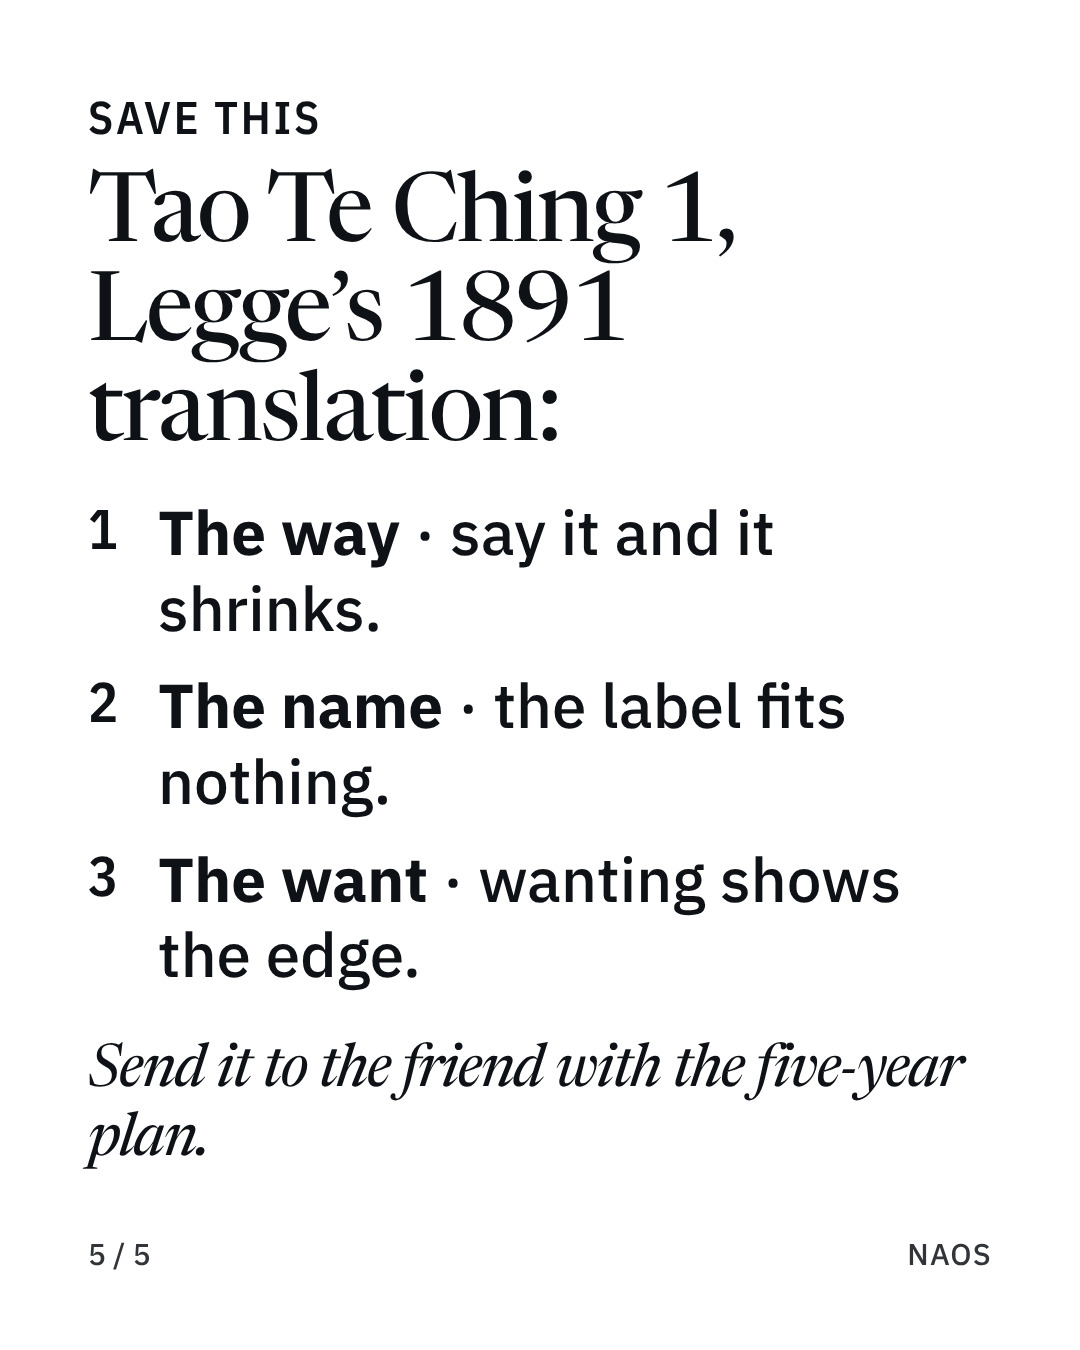 SAVE THIS
Tao Te Ching 1,
Legge’s 1891
translation:
1 The way · say it and it
shrinks.
2 The name · the label fits
nothing.
3 The want · wanting shows
the edge.
Send it to the friend with the five-year
plan.
5 / 5 NAOS